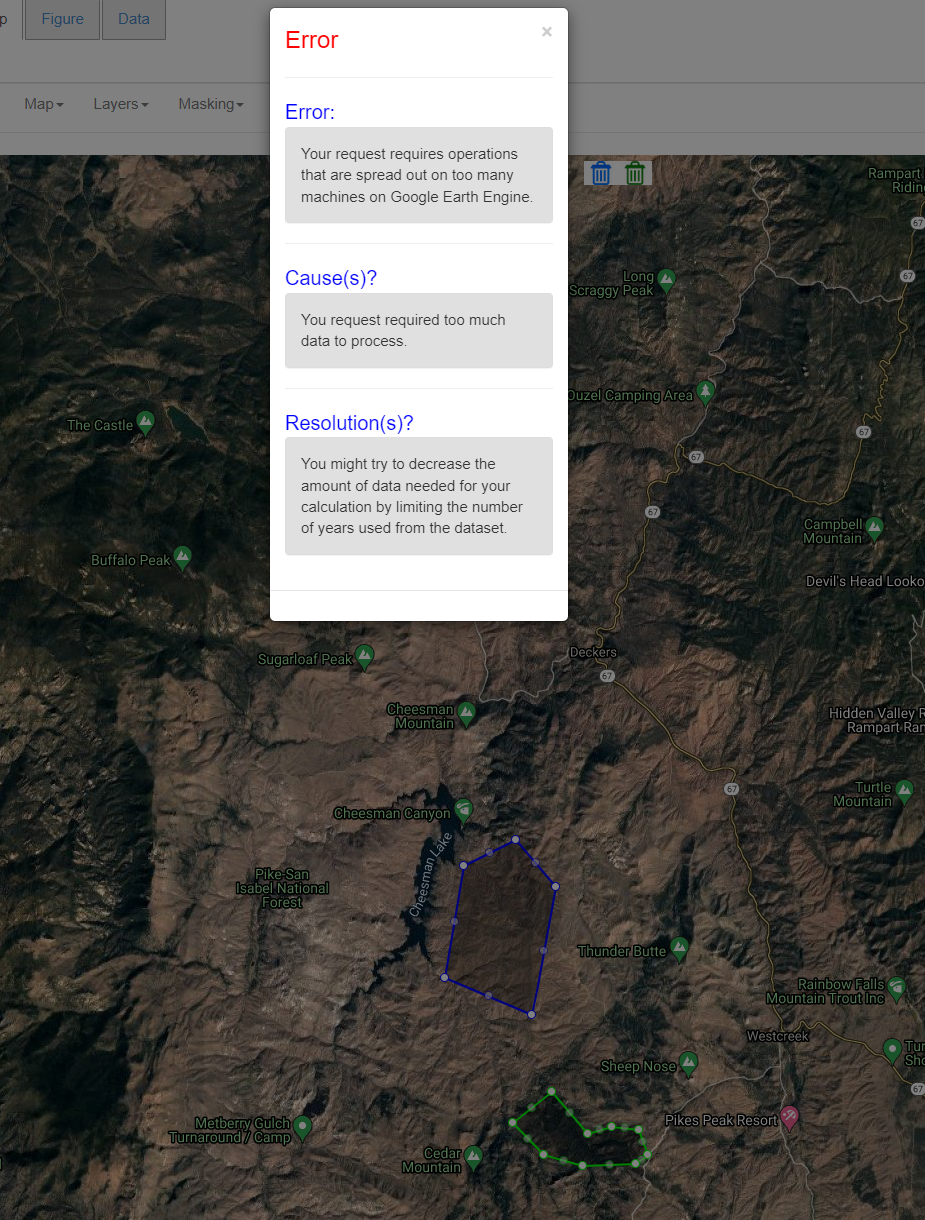 p
Figure
Data
Error
×
Map
Layers
Masking
Error:
Your request requires operations
that are spread out on too many
machines on Google Earth Engine.
Cause(s)?
You request required too much
data to process.
Resolution(s)?
You might try to decrease the
amount of data needed for your
calculation by limiting the number
of years used from the dataset.
Rampart
Ridin
67
Long
Scraggy Peak
67
Ouzel Camping Area
The Castle
67
67
67
Campbell
Mountain
Buffalo Peak
Devil's Head Looko
Deckers
Sugarloaf Peak
67
Cheesman
Mountain
Hidden Valley R
Rampart Ran
67
Turtle
Mountain
Cheesman Canyon
Cheesman Lake
Pike-San
Isabel National
Forest
Thunder Butte
Rainbow Falls
Mountain Trout Inc
Westcreek
Tur
Sho
Sheep Nose
67
Pikes Peak Resort
Metberry Gulch
Turnaround / Camp
Cedar
Mountain